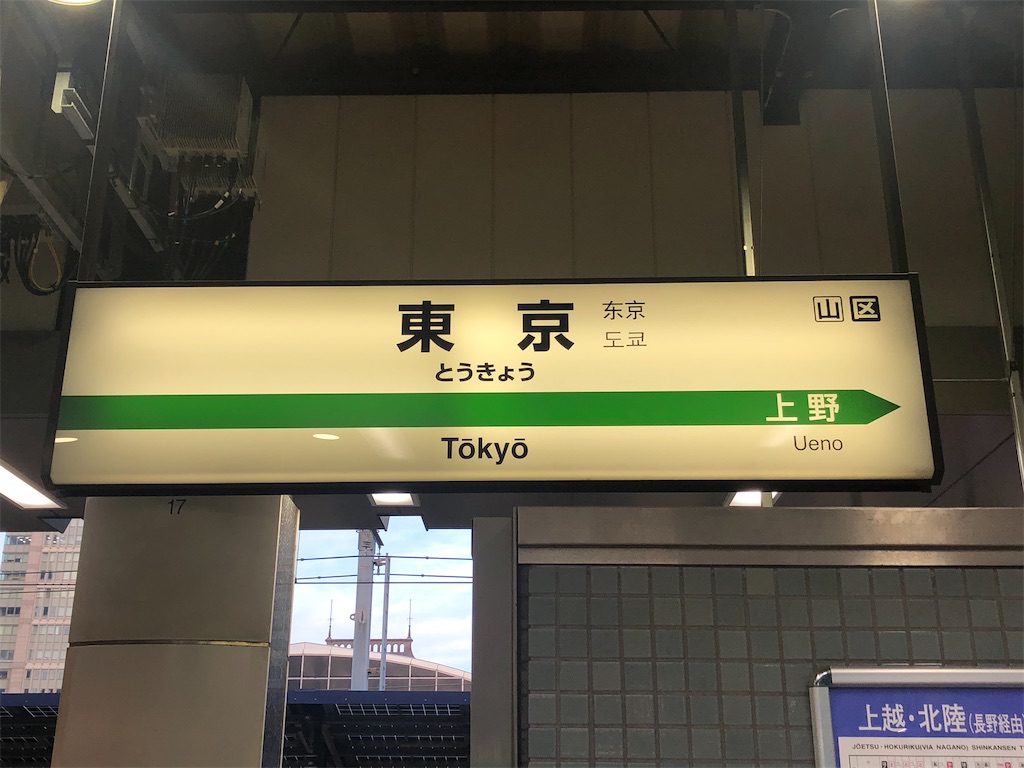 東京
东京
도쿄
山区
とうきょう
上野
Tōkyō
Ueno
17
上越・北陸(長野経由
JŌETSU・HOKURIKU(VIA NAGANO) SHINKANSEN T